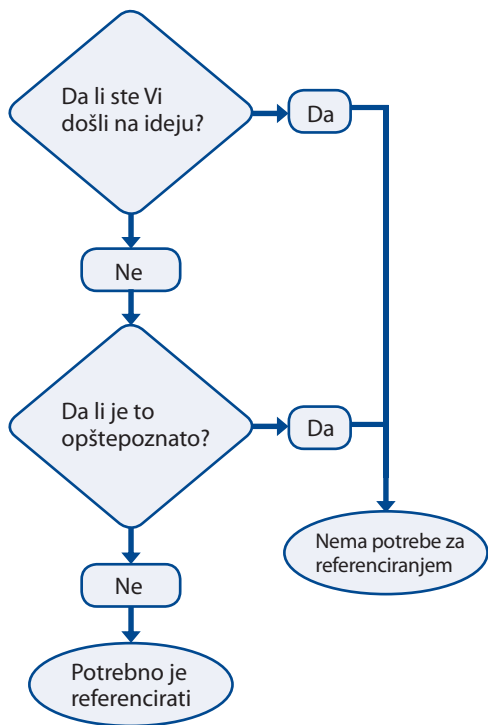 Da li ste Vi
došli na ideju?
Da
Ne
Da li je to
opštepoznato?
Da
Nema potrebe za
referenciranjem
Ne
Potrebno je
referencirati